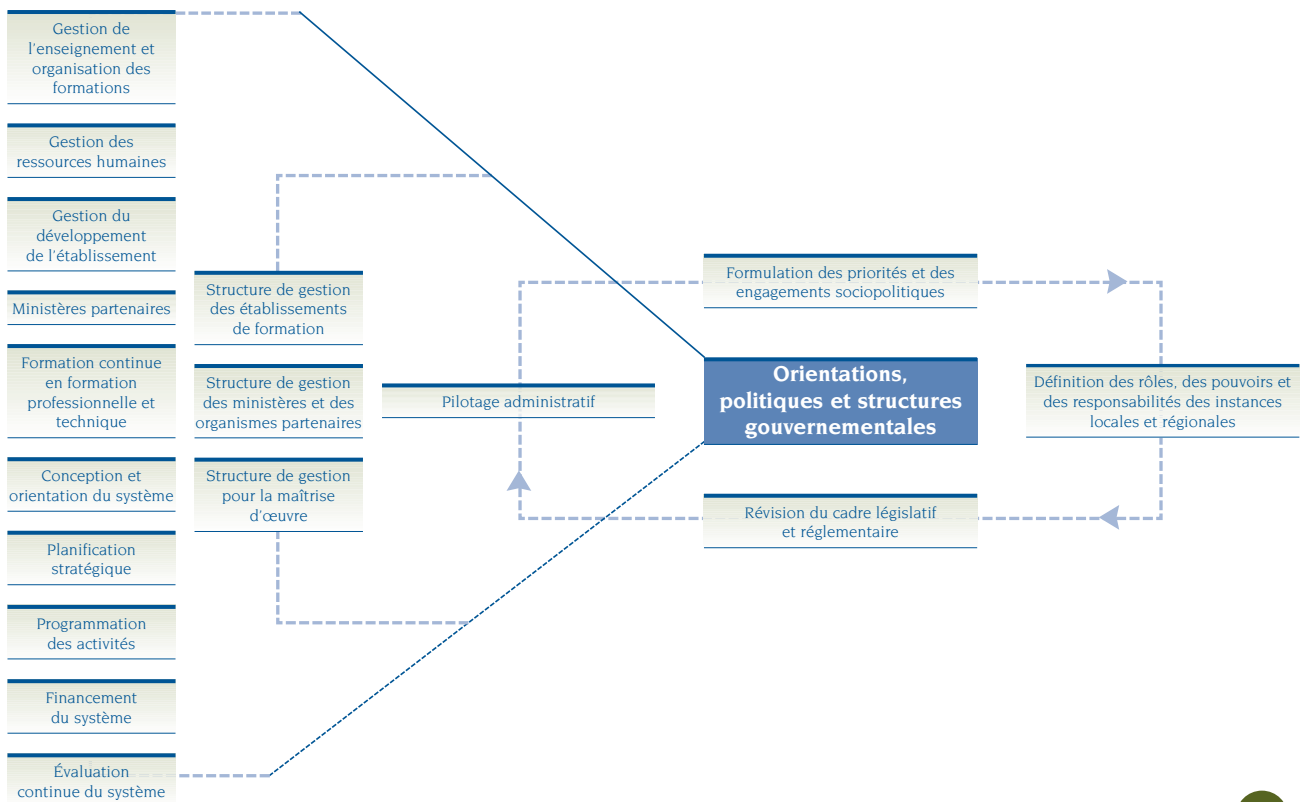 Gestion de
l'enseignement et
organisation des
formations
Gestion des
ressources humaines
Gestion du
développement
de l'établissement
Ministères partenaires
Formation continue
en formation
professionnelle et
technique
Conception et
orientation du système
Planification
stratégique
Programmation
des activités
Financement
du système
Évaluation
continue du système
Structure de gestion
des établissements
de formation
Structure de gestion
des ministères et des
organismes partenaires
Structure de gestion
pour la maîtrise
d'œuvre
Pilotage administratif
Formulation des priorités et des
engagements sociopolitiques
Orientations,
politiques et structures
gouvernementales
Révision du cadre législatif
et réglementaire
Définition des rôles, des pouvoirs et
des responsabilités des instances
locales et régionales